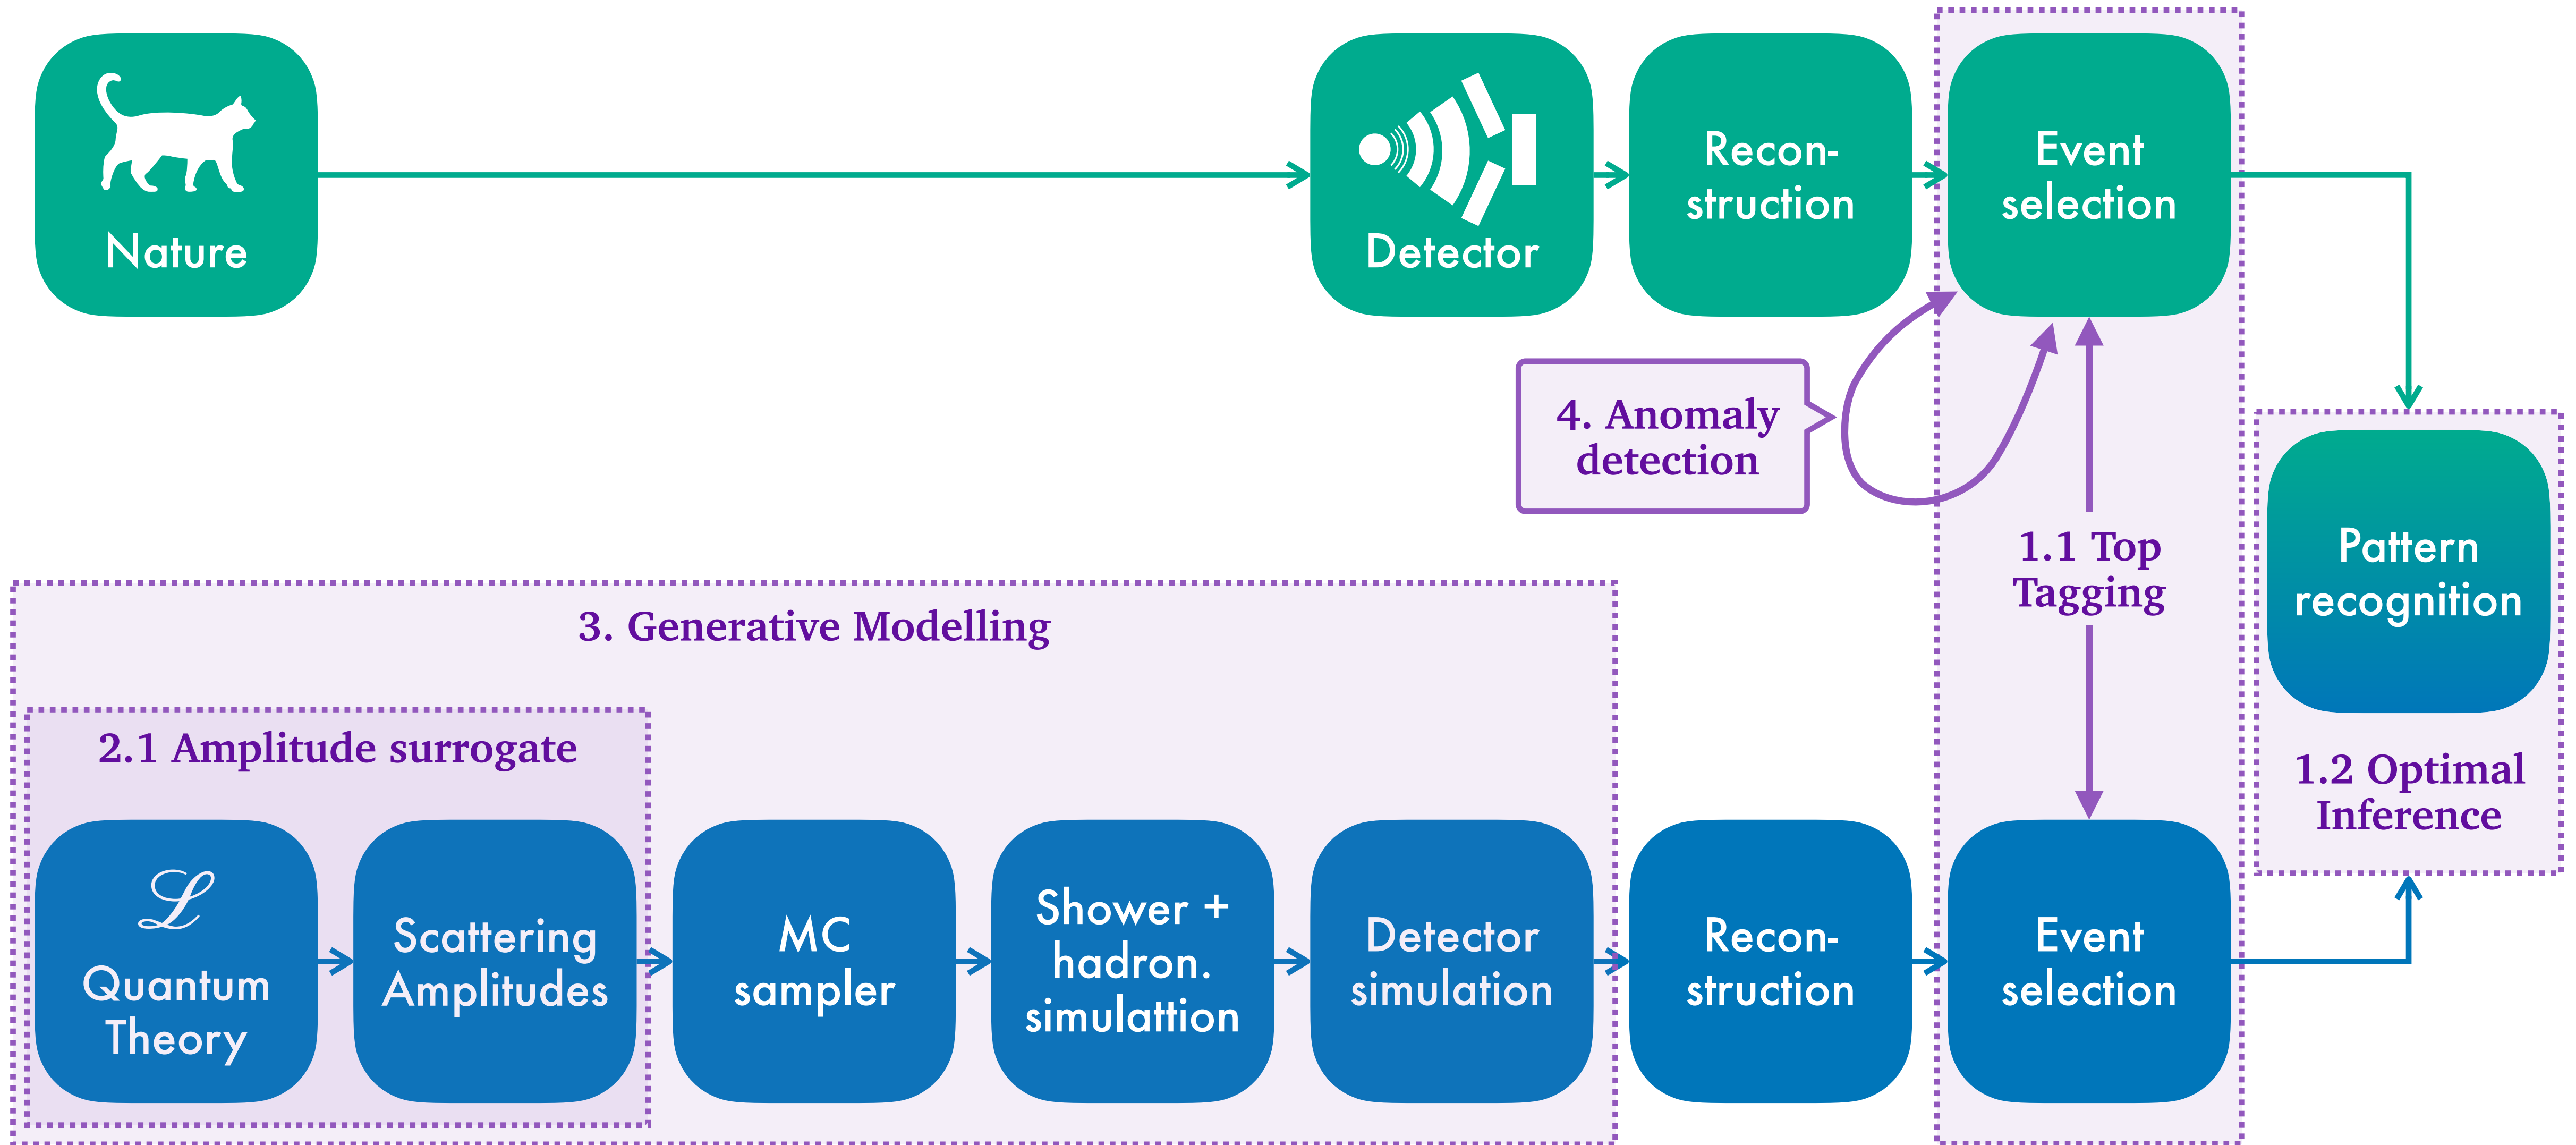 Nature
Detector
Recon-
struction
Event
selection
4. Anomaly
detection
1.1 Top
Tagging
Pattern
recognition
1.2 Optimal
Inference
3. Generative Modelling
2.1 Amplitude surrogate
ℒ
Quantum
Theory
Scattering
Amplitudes
MC
sampler
Shower +
hadron.
simulattion
Detector
simulation
Recon-
struction
Event
selection